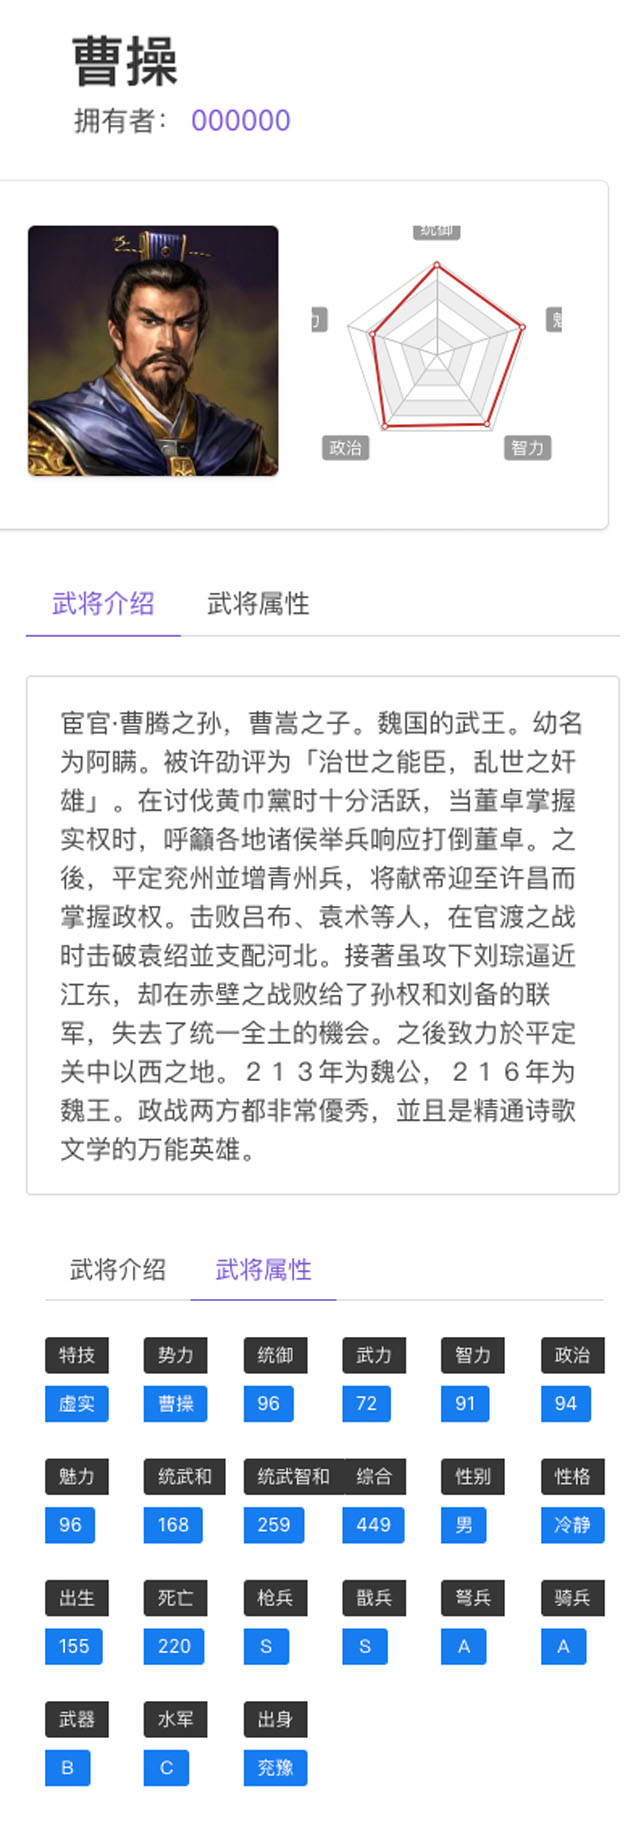 曹操
拥有者： 000000
统御
力
魅
政治 智力
武将介绍 武将属性
宦官·曹腾之孙，曹嵩之子。魏国的武王。幼名
为阿瞒。被许劭评为「治世之能臣，乱世之奸
雄」。在讨伐黄巾黨时十分活跃，当董卓掌握
实权时，呼籲各地诸侯举兵响应打倒董卓。之
後，平定兖州並增青州兵，将献帝迎至许昌而
掌握政权。击败吕布、袁术等人，在官渡之战
时击破袁绍並支配河北。接著虽攻下刘琮逼近
江东，却在赤壁之战败给了孙权和刘备的联
军，失去了统一全土的機会。之後致力於平定
关中以西之地。２１３年为魏公，２１６年为
魏王。政战两方都非常優秀，並且是精通诗歌
文学的万能英雄。
武将介绍 武将属性
特技 势力 统御 武力 智力 政治
虚实 曹操 96 72 91 94
魅力 统武和 统武智和 综合 性别 性格
96 168 259 449 男 冷静
出生 死亡 枪兵 戬兵 弩兵 骑兵
155 220 S S A A
武器 水军 出身
B C 兖豫